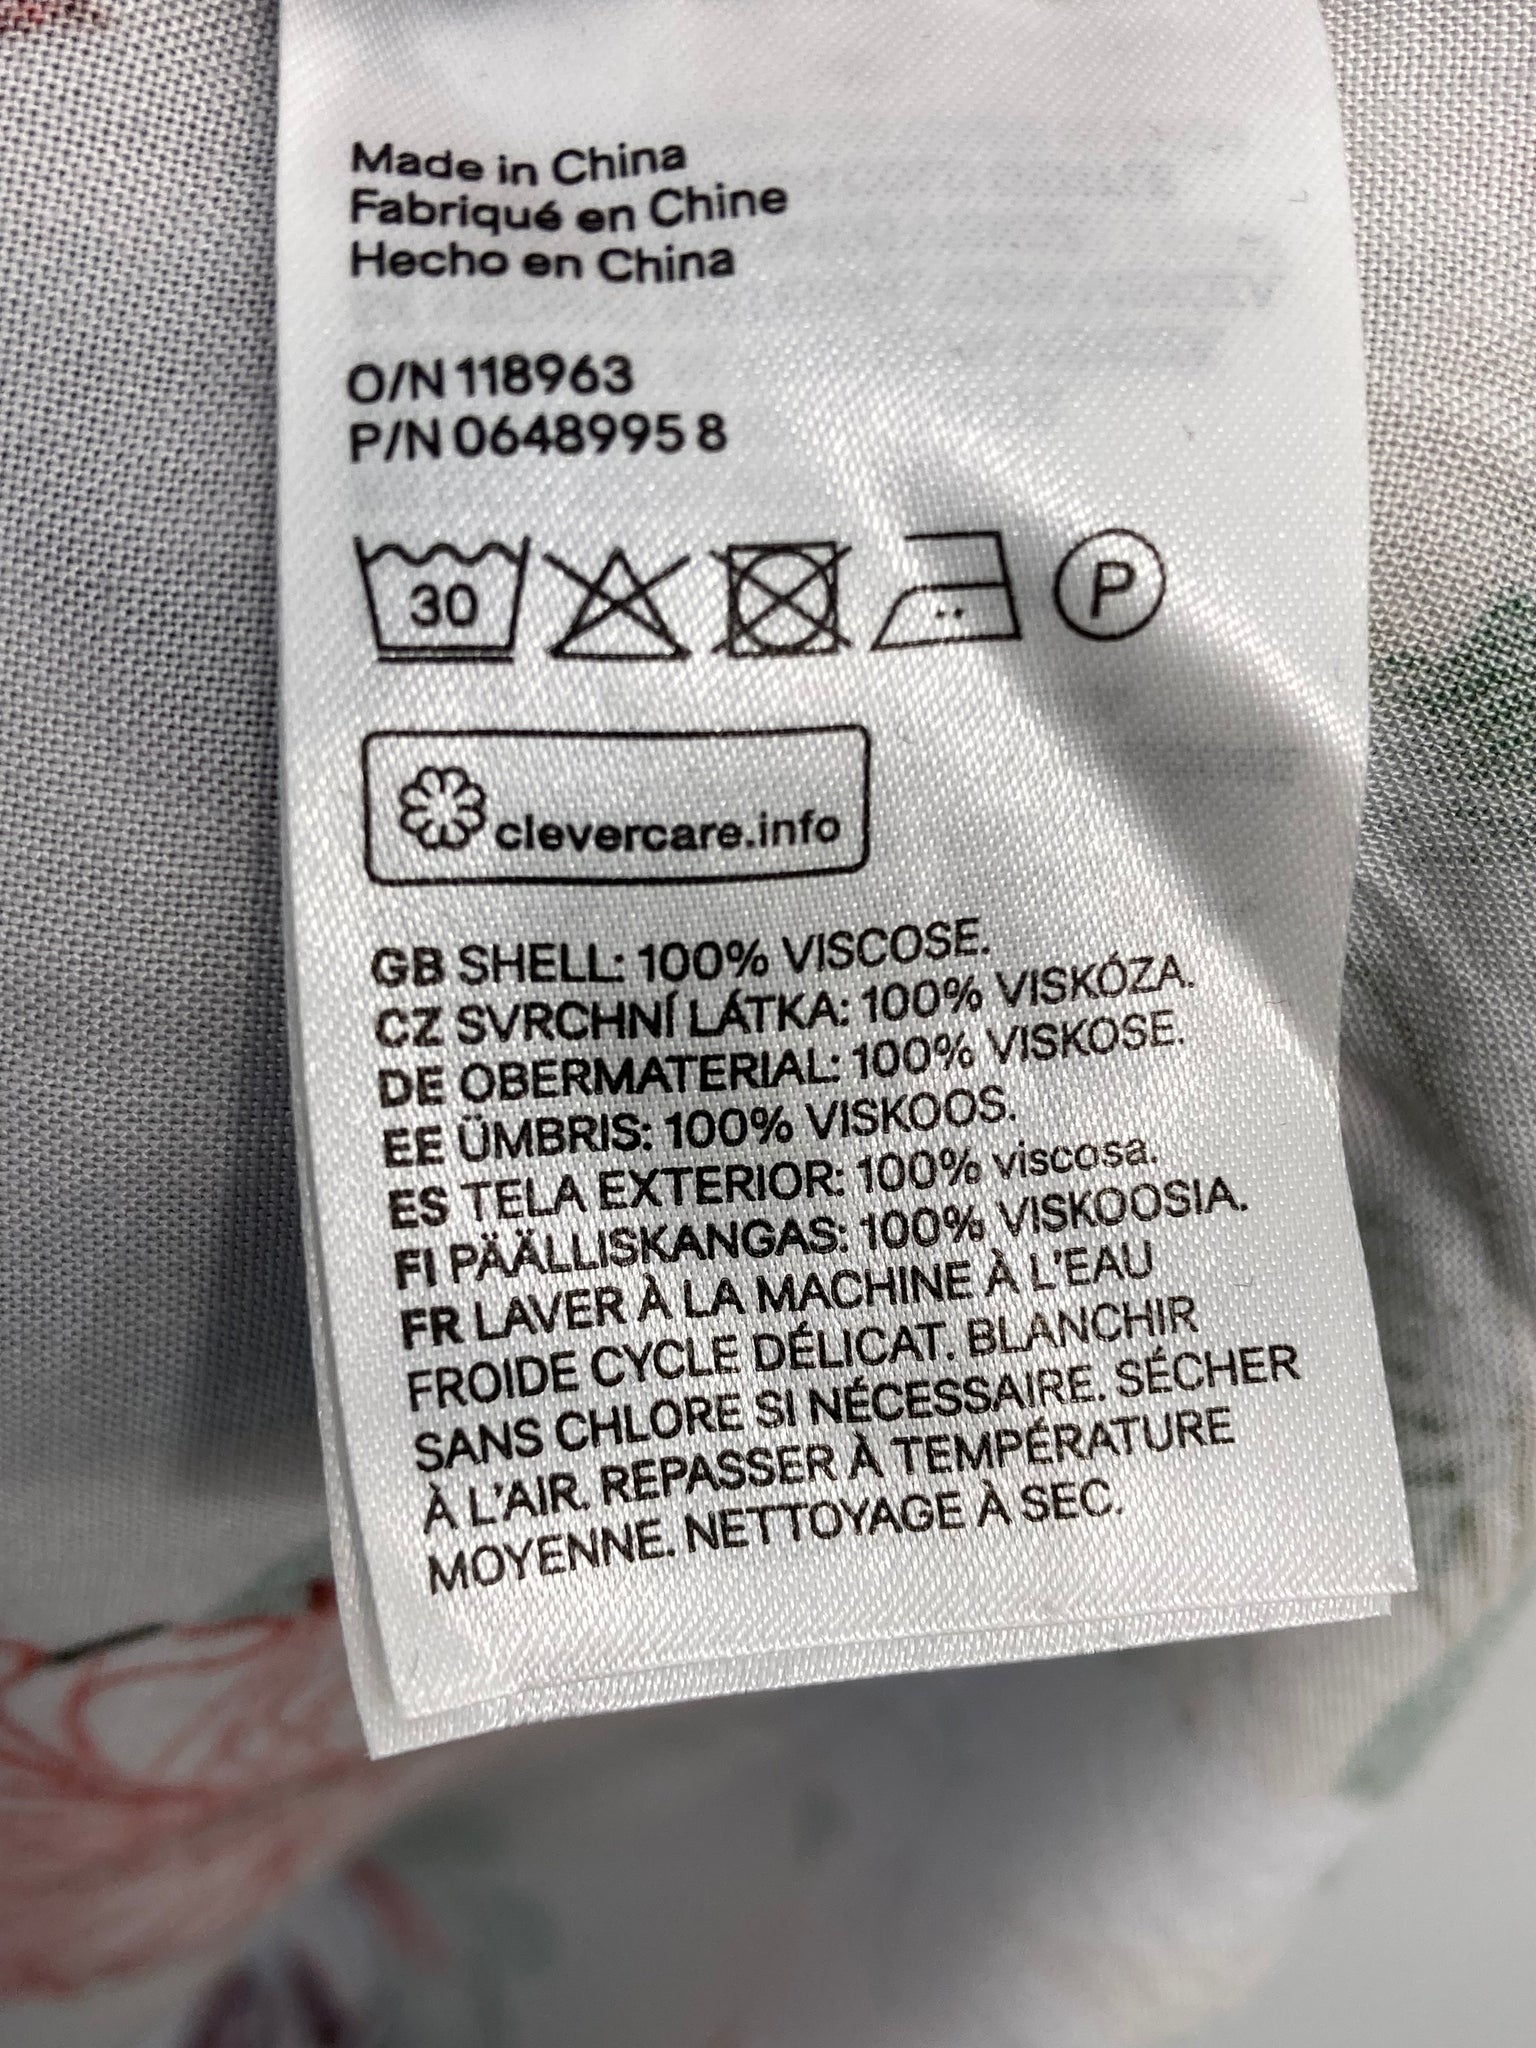 Made in China
Fabriqué en Chine
Hecho en China
O/N 118963
P/N 0648995 8
30
P
clevercare.info
GB SHELL: 100% VISCOSE.
CZ SVRCHNÍ LÁTKA: 100% VISKÓZA.
DE OBERMATERIAL: 100% VISKOSE.
EE ÜMBRIS: 100% VISKOOS.
ES TELA EXTERIOR: 100% viscosa.
FI PÄÄLLISKANGAS: 100% VISKOOSIA.
FR LAVER À LA MACHINE À L'EAU
FROIDE CYCLE DÉLICAT. BLANCHIR
SANS CHLORE SI NÉCESSAIRE. SÉCHER
À L'AIR. REPASSER À TEMPÉRATURE
MOYENNE. NETTOYAGE À SEC.